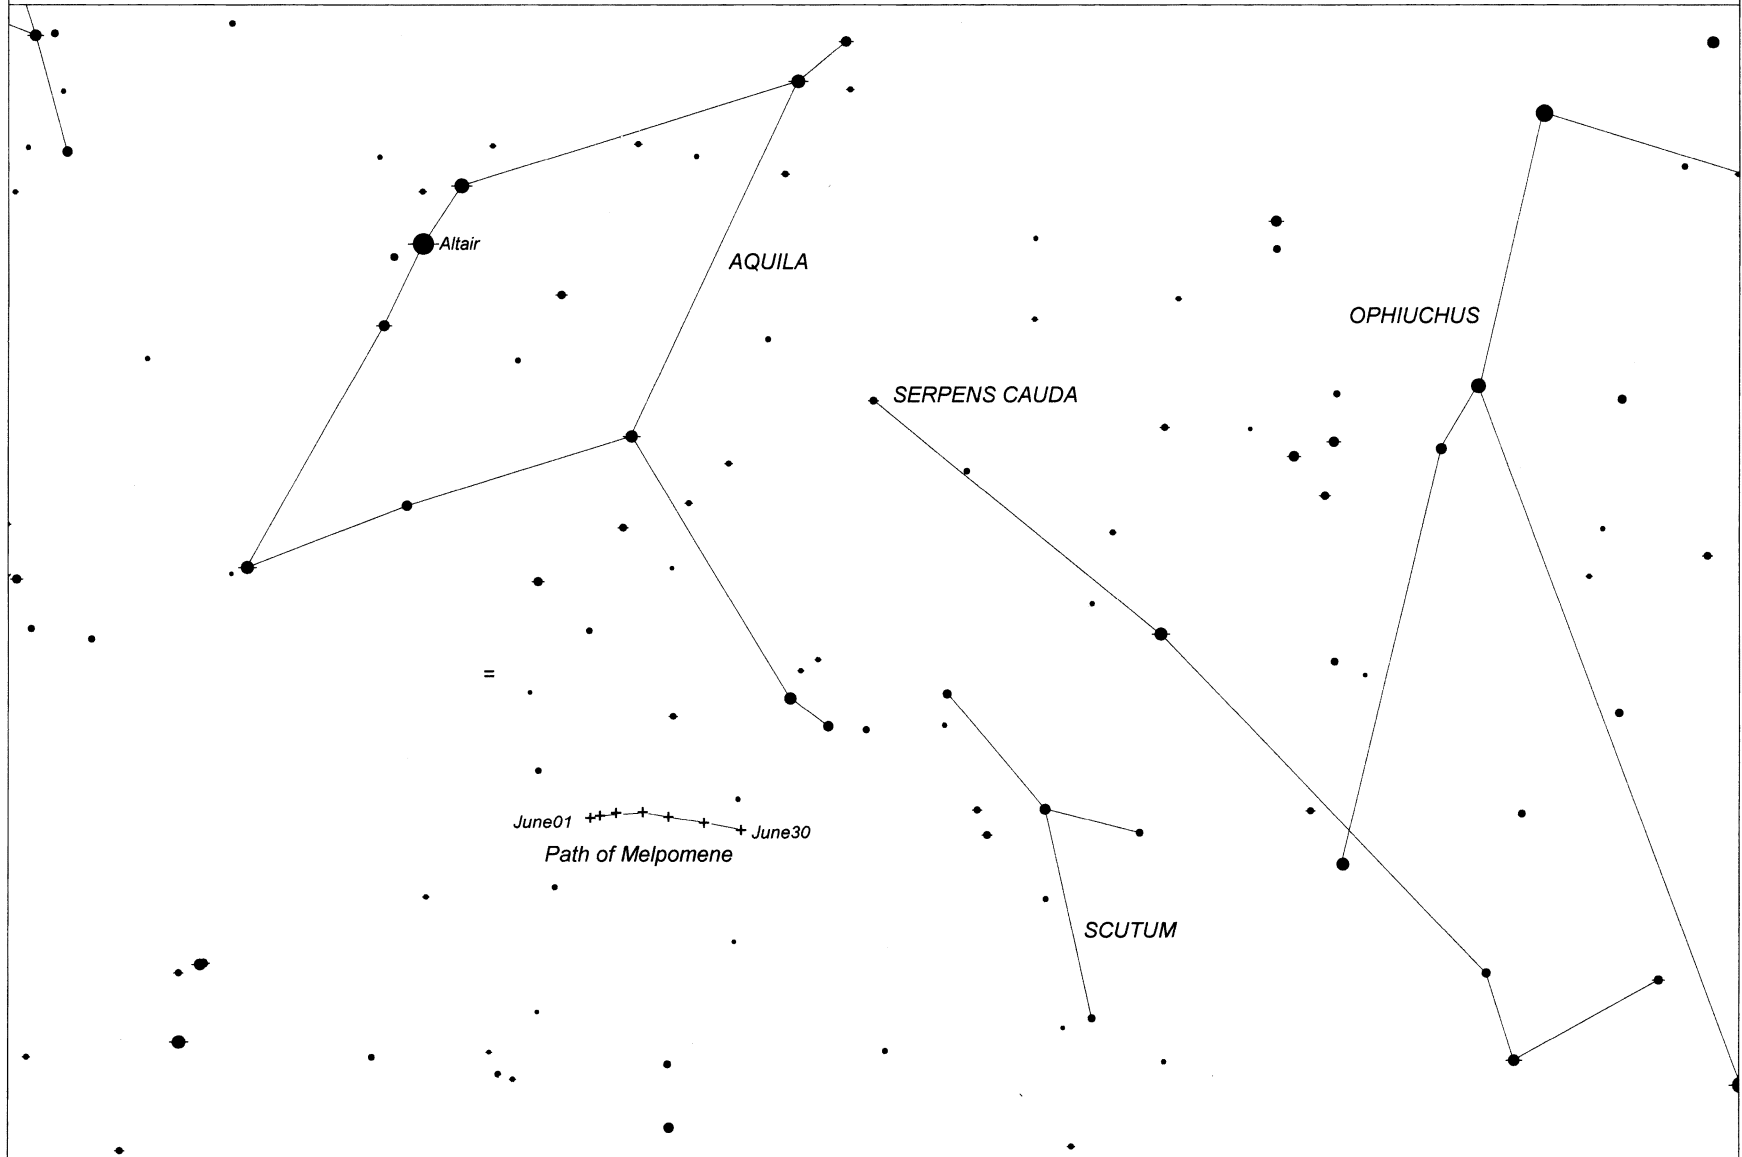 Altair
AQUILA
OPHIUCHUS
SERPENS CAUDA
=
June01
June30
Path of Melpomene
SCUTUM